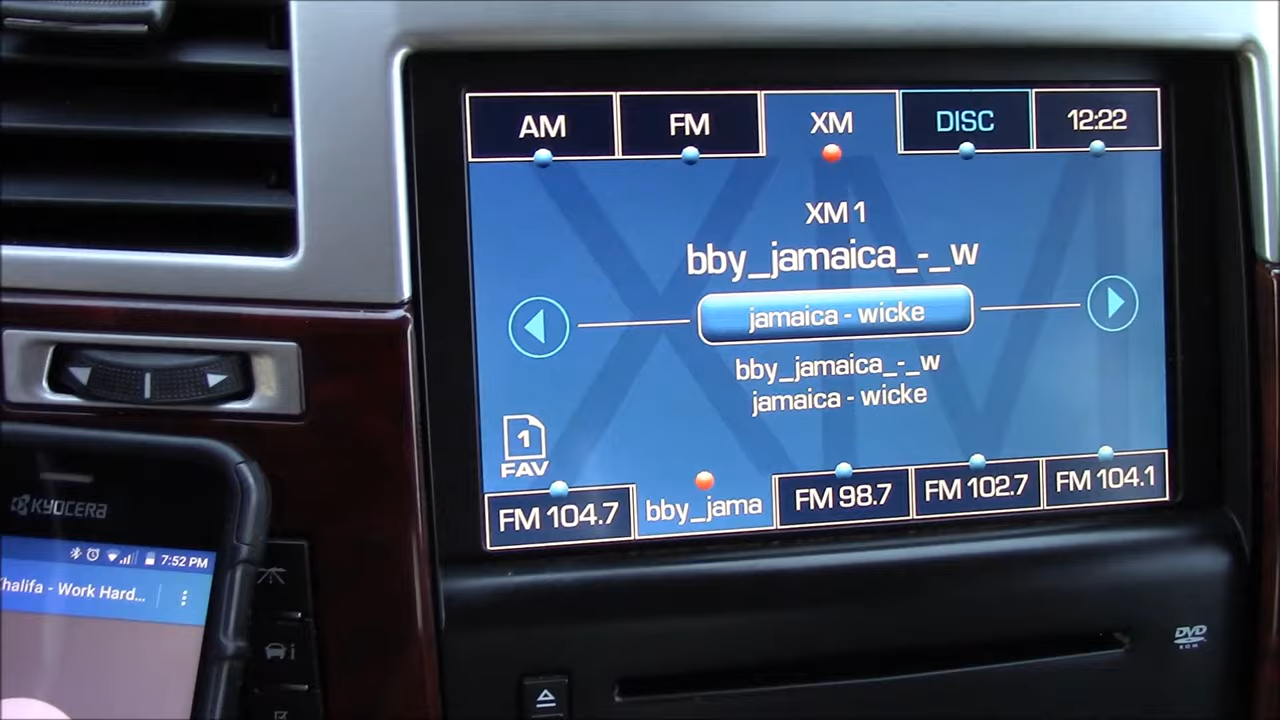 AM
FM
XM
DISC
12:22
XM 1
bby_jamaica_-_w
jamaica - wicke
bby_jamaica_-_w
jamaica - wicke
1
FAV
FM 104.7
bby_jama
FM 98.7
FM 102.7
FM 104.1
KYOCERA
7:52 PM
halifa - Work Hard...
i
DVD
ROM